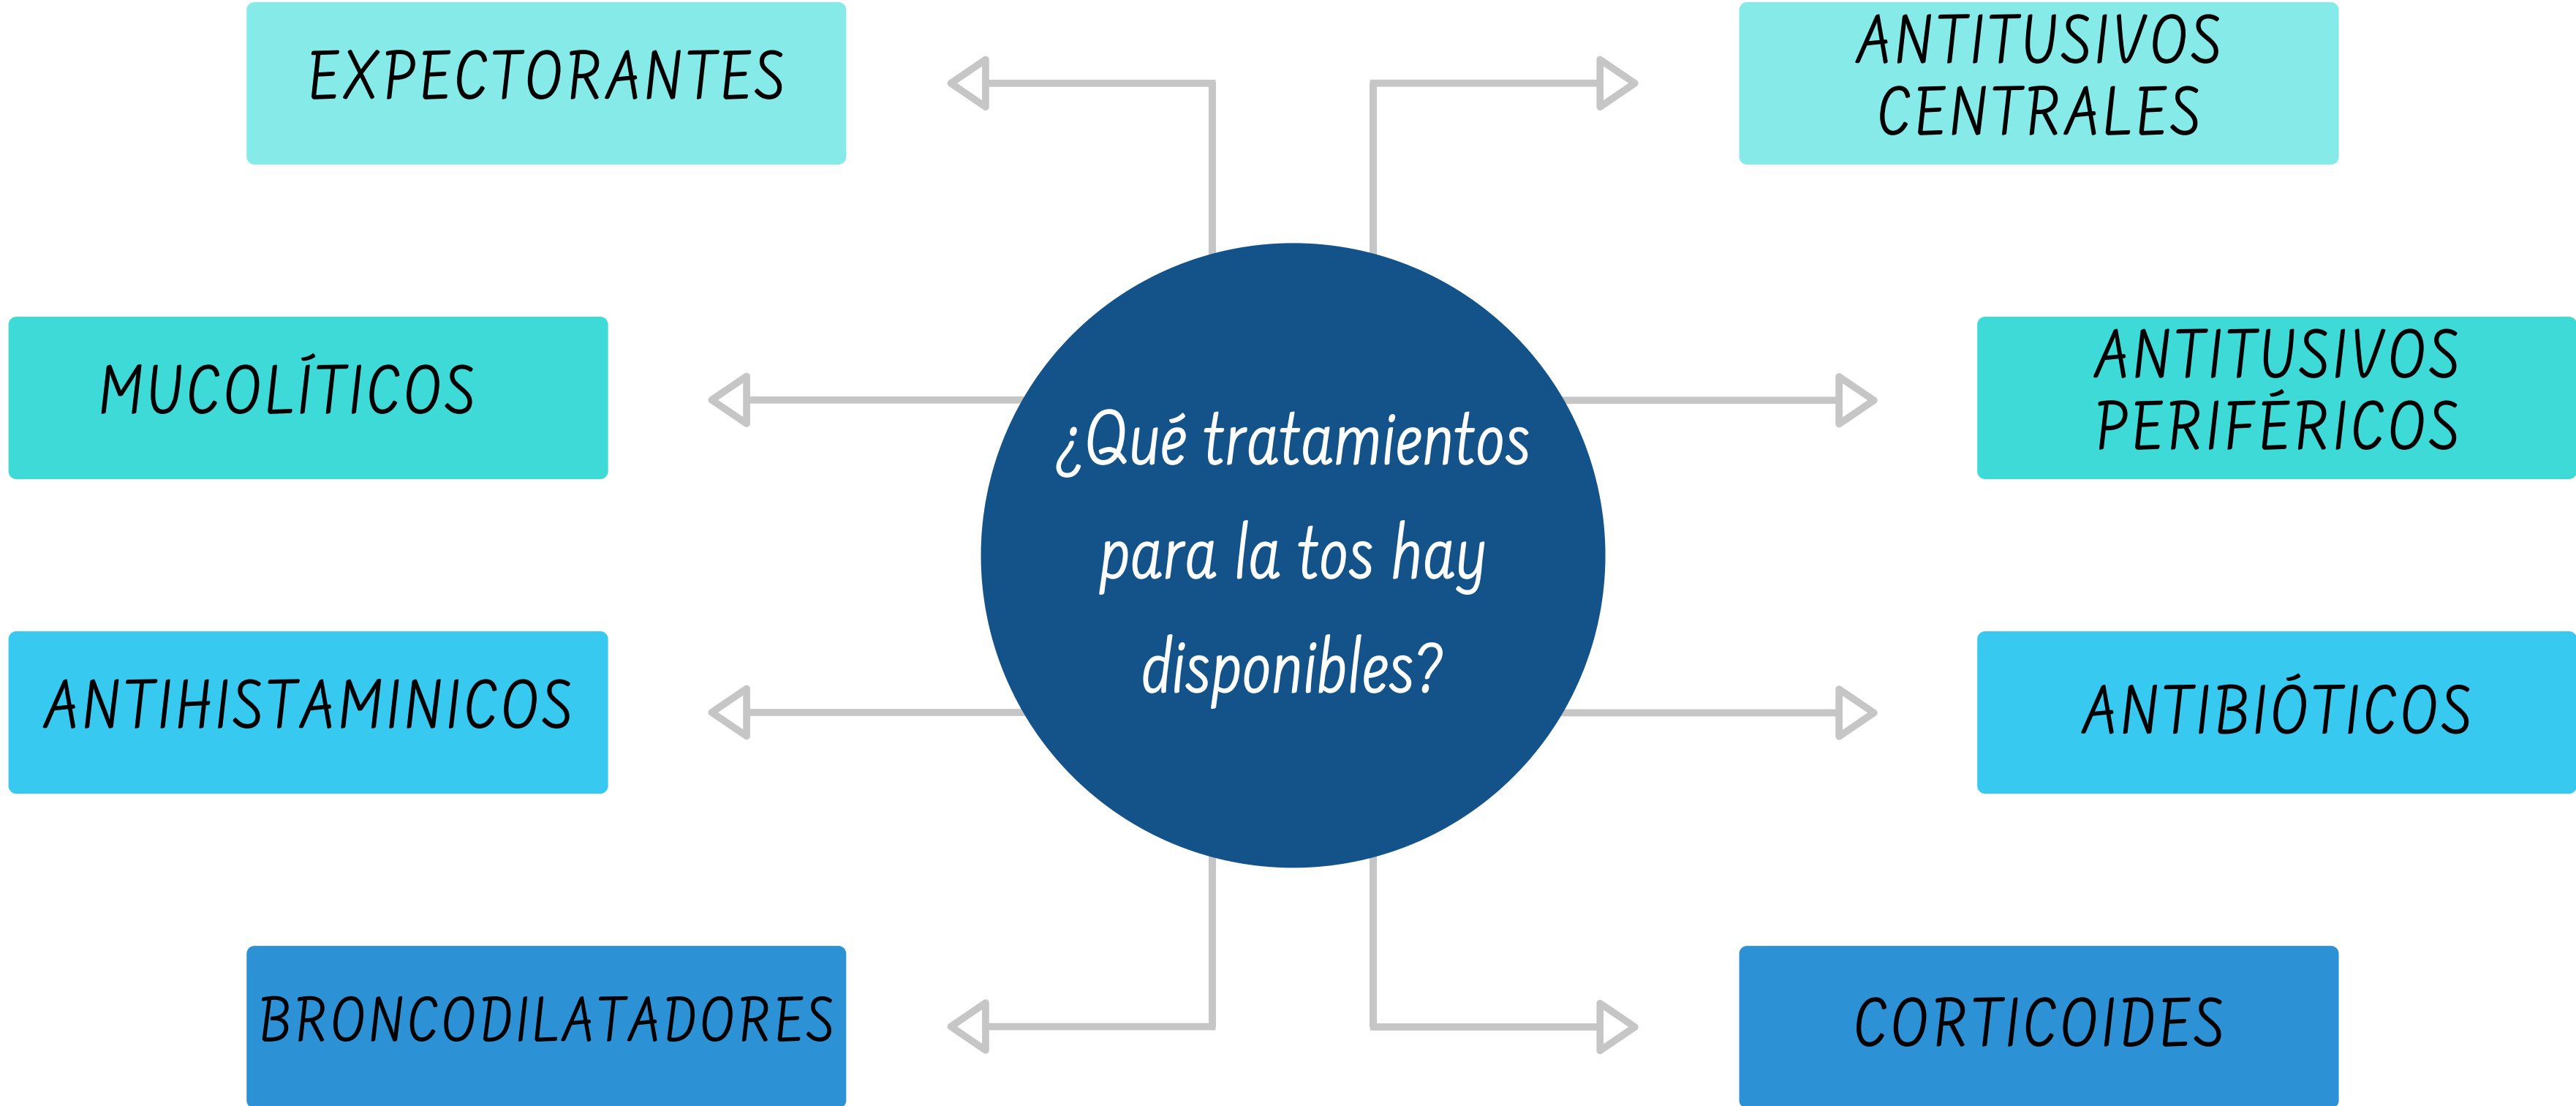 EXPECTORANTES
ANTITUSIVOS
CENTRALES
MUCOLÍTICOS
ANTITUSIVOS
PERIFÉRICOS
¿Qué tratamientos
para la tos hay
disponibles?
ANTIHISTAMINICOS
ANTIBIÓTICOS
BRONCODILATADORES
CORTICOIDES